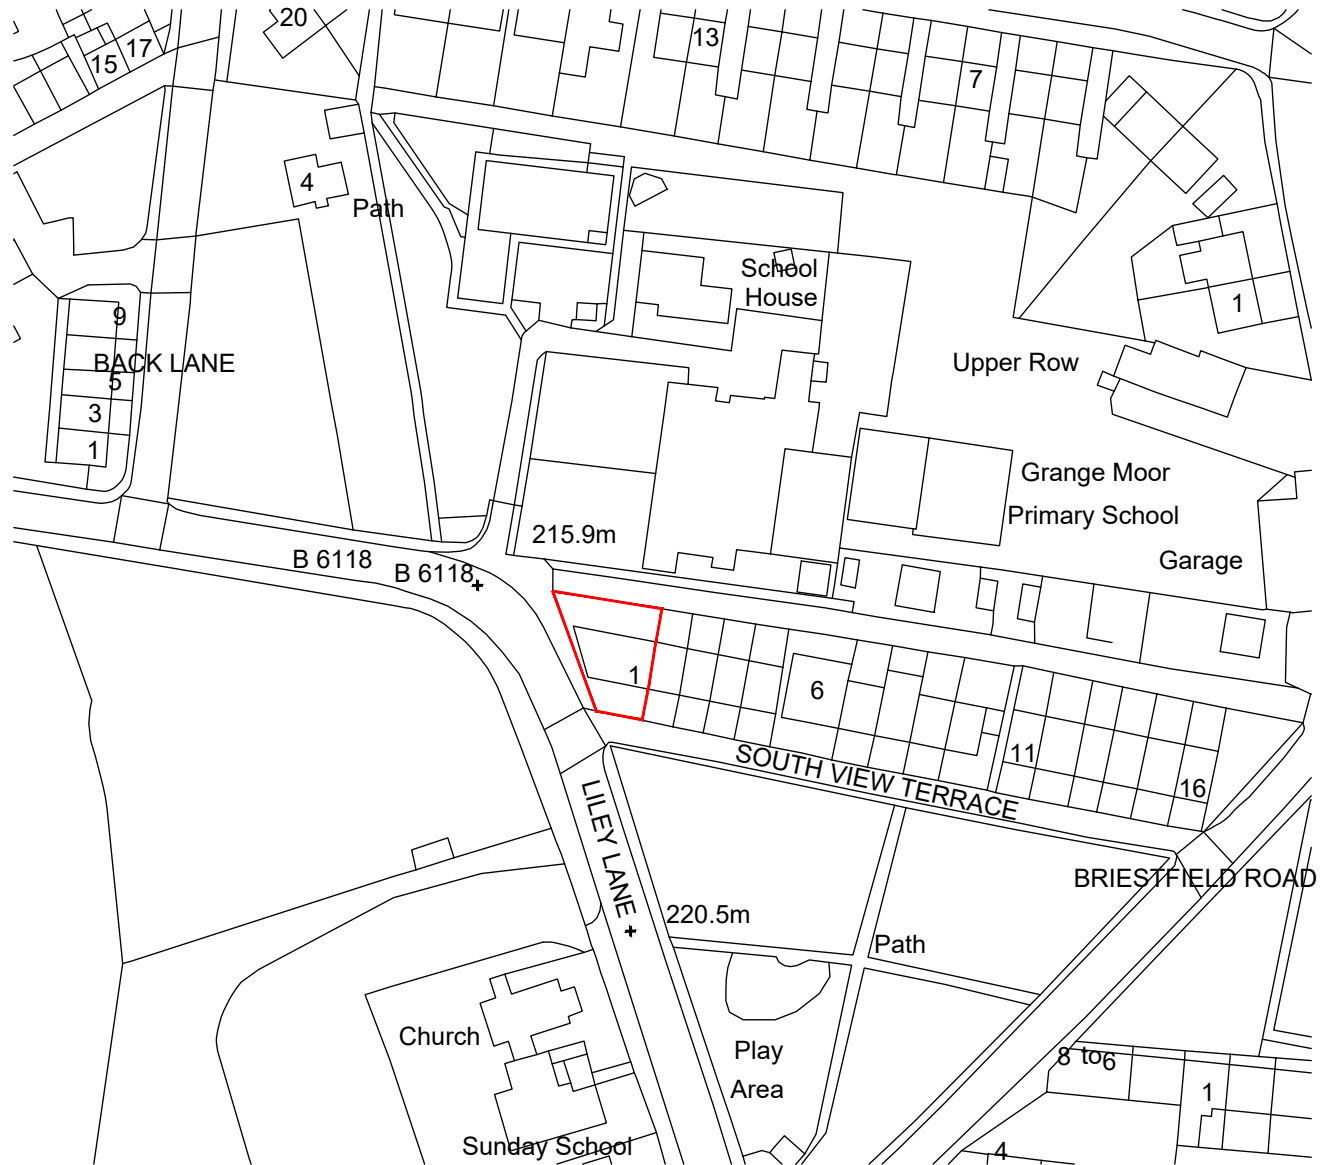 20
13
17
15
7
4
Path
School
House
1
9
Upper Row
BACK LANE
5
3
1
Grange Moor
Primary School
215.9m
B 6118
B 6118
Garage
1
6
SOUTH VIEW TERRACE
11
16
LILEY LANE
BRIESTFIELD ROAD
220.5m
Path
Church
Play
Area
8 to 6
1
Sunday School
4